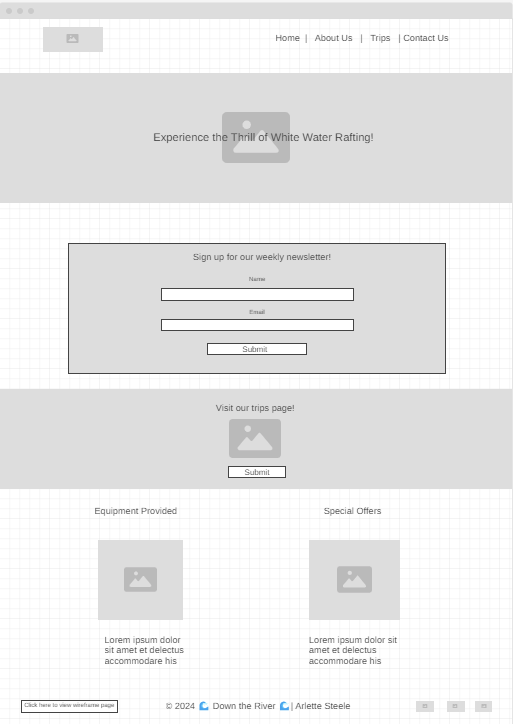 Home | About Us | Trips | Contact Us
Experience the Thrill of White Water Rafting!
Sign up for our weekly newsletter!
Name
Email
Submit
Visit our trips page!
Submit
Equipment Provided
Special Offers
Lorem ipsum dolor
sit amet et delectus
accommodare his
Lorem ipsum dolor sit
amet et delectus
accommodare his
Click here to view wireframe page
© 2024 🌊 Down the River 🌊| Arlette Steele